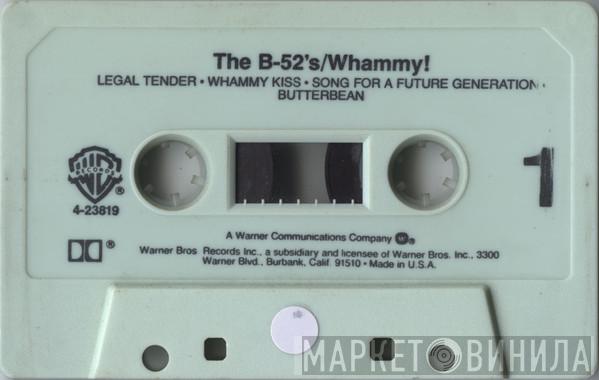 The B-52's/Whammy!
LEGAL TENDER • WHAMMY KISS • SONG FOR A FUTURE GENERATION •
BUTTERBEAN
1
WB
RECORDS
®
4-23819
A Warner Communications Company
®
Warner Bros. Records Inc., a subsidiary and licensee of Warner Bros. Inc., 3300
Warner Blvd., Burbank, Calif. 91510 • Made in U.S.A.
МАРКЕТ ВИНИЛА